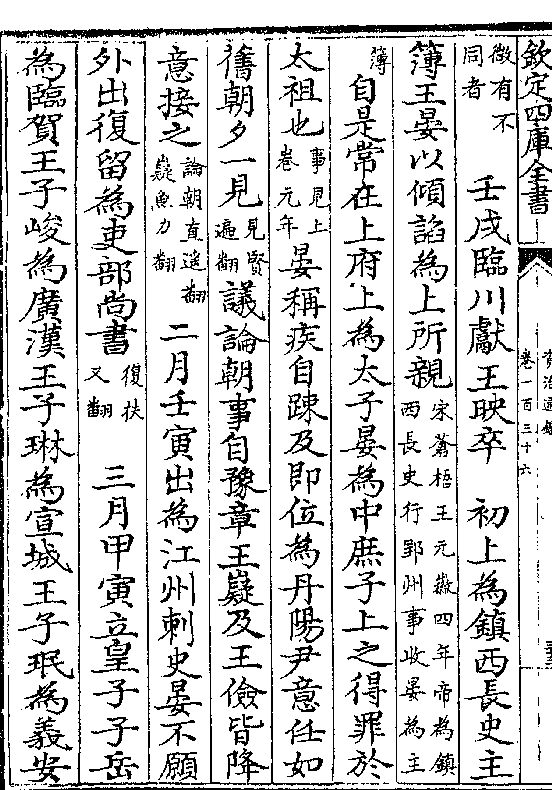 欽定四庫全書
資治通鑑
卷一百三十六
徵有不
同者
壬戌臨川獻王映卒　初上為鎮西長史主
簿王晏以傾諂為上所親
宋蒼梧王元徽四年帝為鎮
西長史行郢州事收晏為主
簿
自是常在上府上為太子晏為中庶子上之得罪於
太祖也
事見上
卷元年
晏稱疾自疎及即位為丹陽尹意任如
舊朝夕一見
見賢
遍翻
議論朝事自豫章王嶷及王儉皆降
意接之
論朝直遥翻
嶷魚力翻
二月壬寅出為江州刺史晏不願
外出復留為吏部尚書
復扶
又翻
三月甲寅立皇子子岳
為臨賀王子峻為廣漢王子琳為宣城王子珉為義安